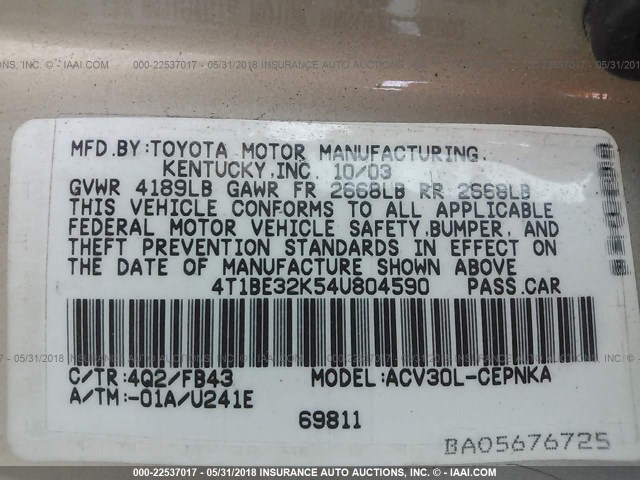 000-22537017 - 05/31/2018 INSURANCE AUTO AUCTIONS, INC. - IAAI.COM
MFD.BY:TOYOTA MOTOR MANUFACTURING.
KENTUCKY.INC. 10/03
GVWR 4189LB GAWR FR 2668LB RR 2668LB
THIS VEHICLE CONFORMS TO ALL APPLICABLE
FEDERAL MOTOR VEHICLE SAFETY.BUMPER, AND
THEFT PREVENTION STANDARDS IN EFFECT ON
THE DATE OF MANUFACTURE SHOWN ABOVE
4T1BE32K54U804590 PASS.CAR
C/TR:4Q2/FB43 MODEL:ACV30L-CEPNKA
A/TM:-01A/U241E
69811
BA05676725
000-22537017 - 05/31/2018 INSURANCE AUTO AUCTIONS, INC. - IAAI.COM